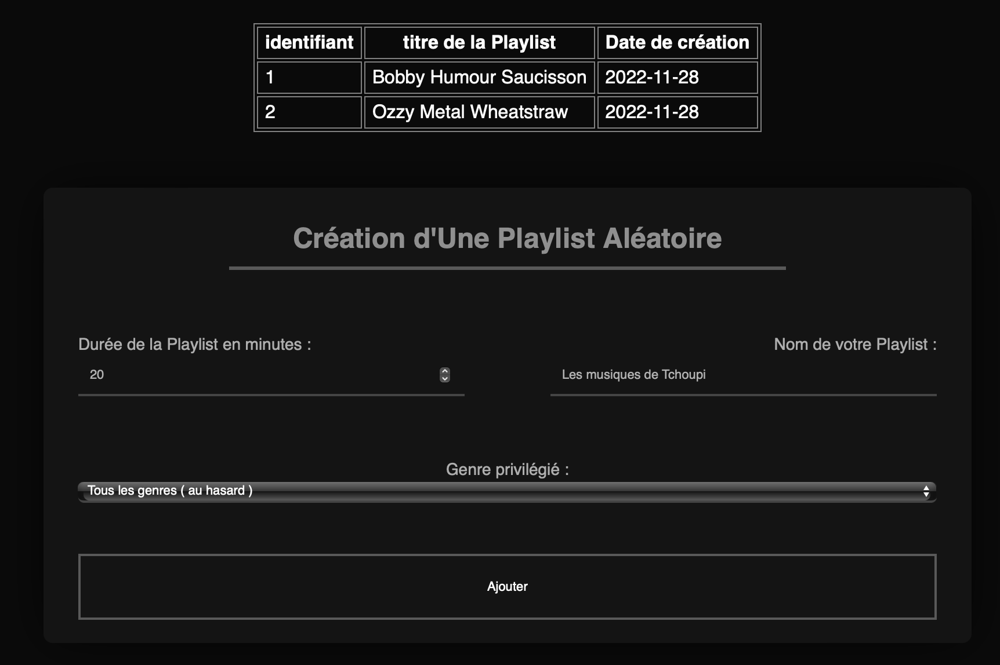 identifiant titre de la Playlist Date de création
1 Bobby Humour Saucisson 2022-11-28
2 Ozzy Metal Wheatstraw 2022-11-28
Création d'Une Playlist Aléatoire
Durée de la Playlist en minutes : Nom de votre Playlist :
20 Les musiques de Tchoupi
Genre privilégié :
Tous les genres ( au hasard )
Ajouter